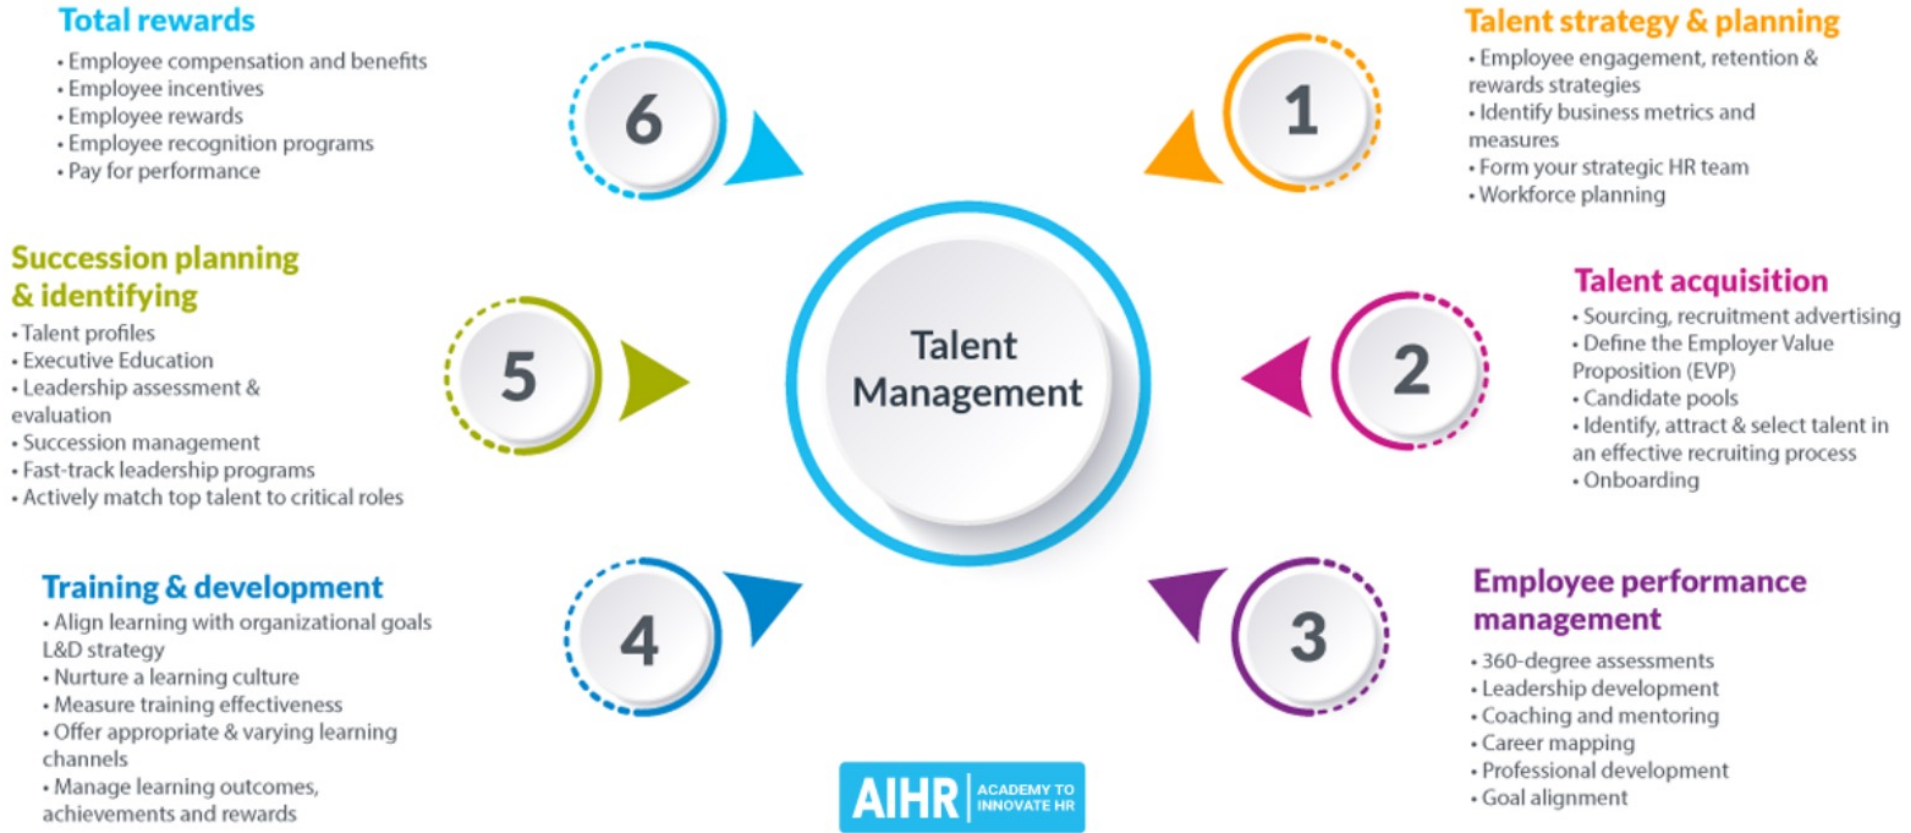 Total rewards
• Employee compensation and benefits
• Employee incentives
• Employee rewards
• Employee recognition programs
• Pay for performance
6
1
Talent strategy & planning
• Employee engagement, retention &
rewards strategies
• Identify business metrics and
measures
• Form your strategic HR team
• Workforce planning
Succession planning
& identifying
• Talent profiles
• Executive Education
• Leadership assessment &
evaluation
• Succession management
• Fast-track leadership programs
• Actively match top talent to critical roles
5
Talent
Management
2
Talent acquisition
• Sourcing, recruitment advertising
• Define the Employer Value
Proposition (EVP)
• Candidate pools
• Identify, attract & select talent in
an effective recruiting process
• Onboarding
Training & development
• Align learning with organizational goals
L&D strategy
• Nurture a learning culture
• Measure training effectiveness
• Offer appropriate & varying learning
channels
• Manage learning outcomes,
achievements and rewards
4
3
Employee performance
management
• 360-degree assessments
• Leadership development
• Coaching and mentoring
• Career mapping
• Professional development
• Goal alignment
AIHR
ACADEMY TO
INNOVATE HR